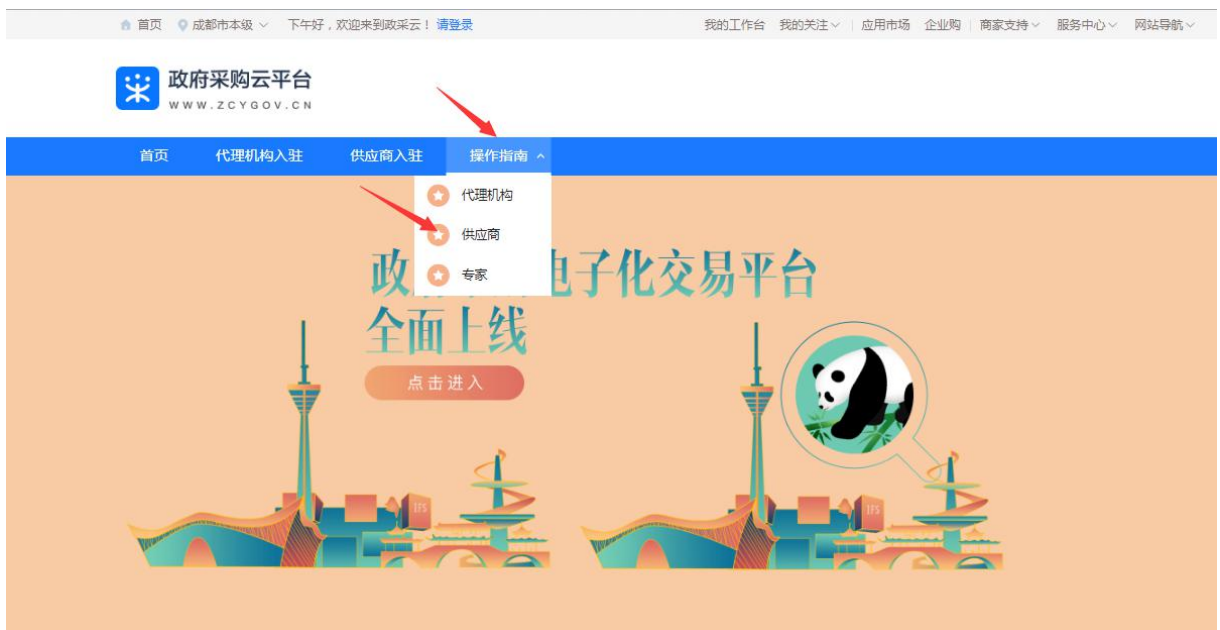 首页 成都市本级 下午好，欢迎来到政采云！请登录 我的工作台 我的关注 应用市场 企业购 商家支持 服务中心 网站导航
政府采购云平台
WWW.ZCYGOV.CN
首页 代理机构入驻 供应商入驻 操作指南
代理机构
供应商
专家
政 电子化交易平台
全面上线
点击进入
IFS
IFS